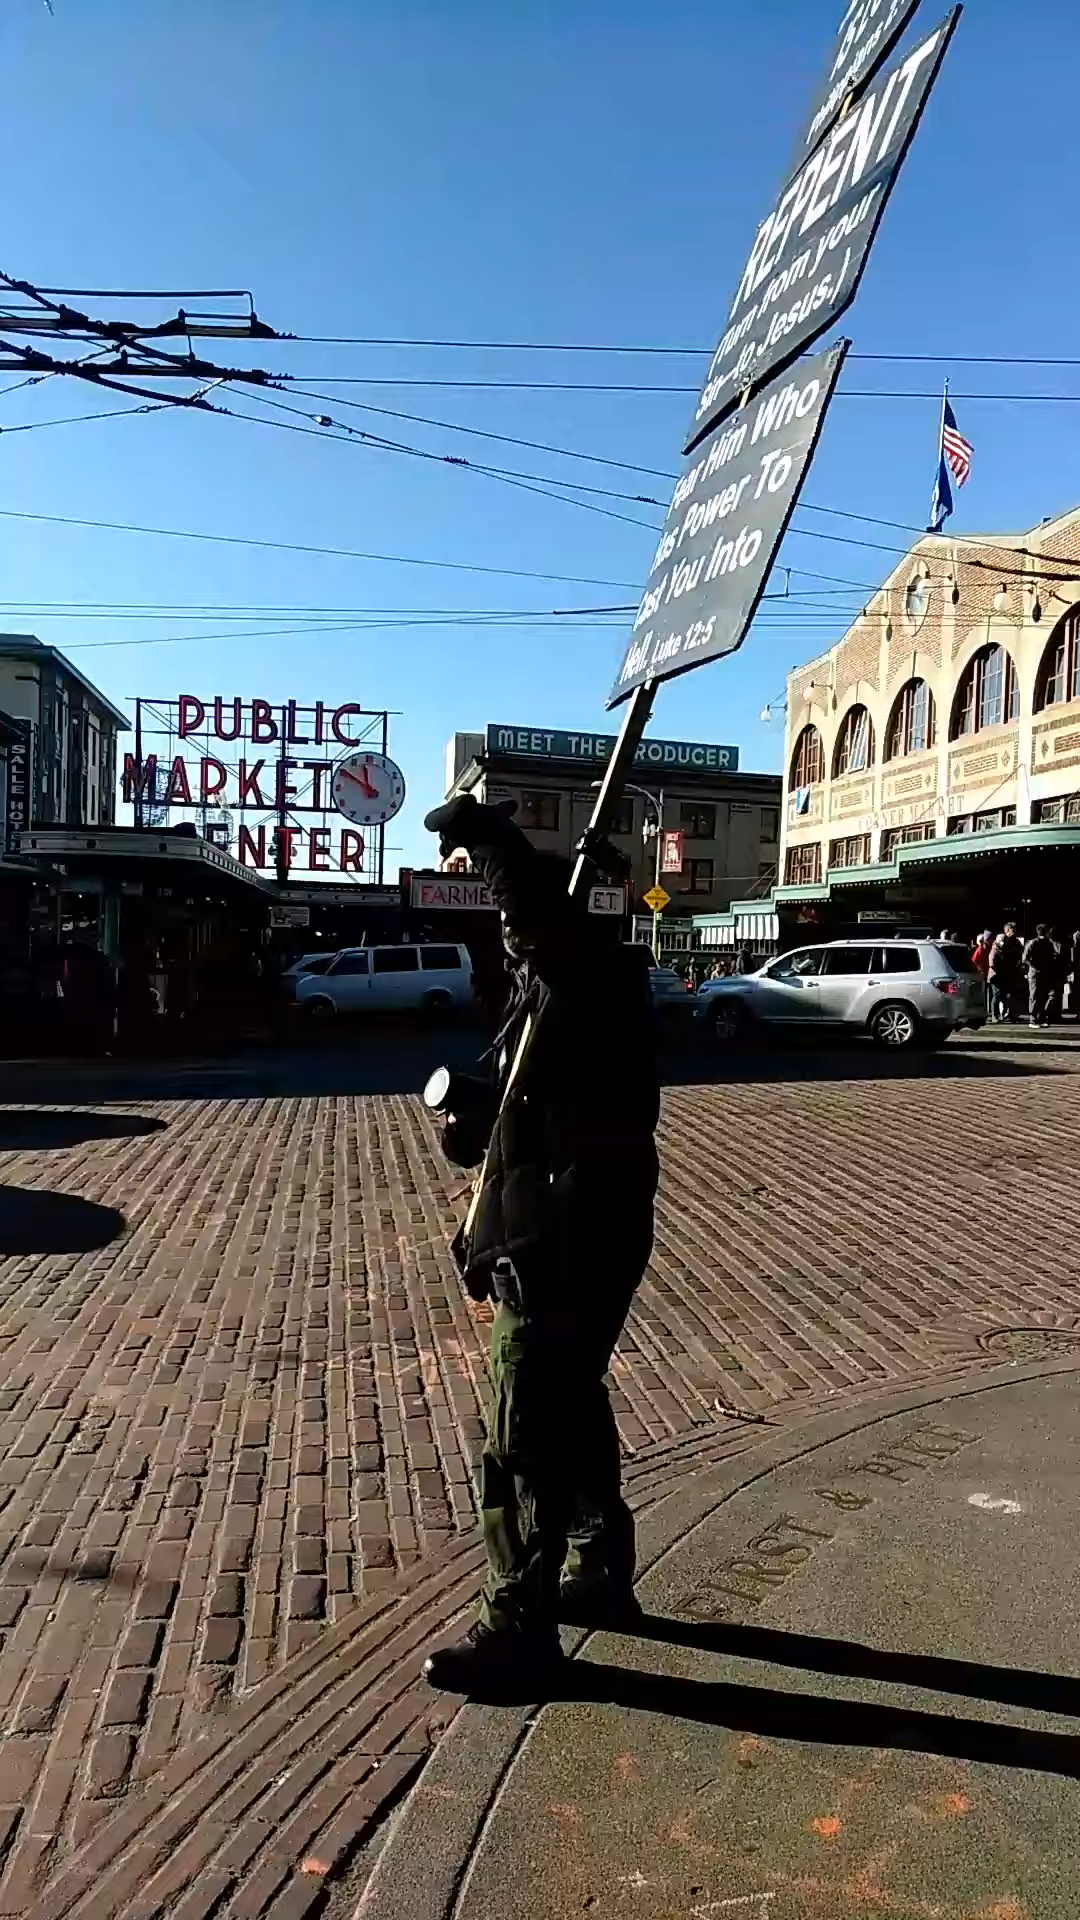 REPENT
(Turn from your
Sin to Jesus.)
Fear Him Who
Has Power To
Cast You Into
Hell. Luke 12:5
PUBLIC
MARKET
CENTER
MEET THE PRODUCER
FARME
ET
FIRST & PIKE